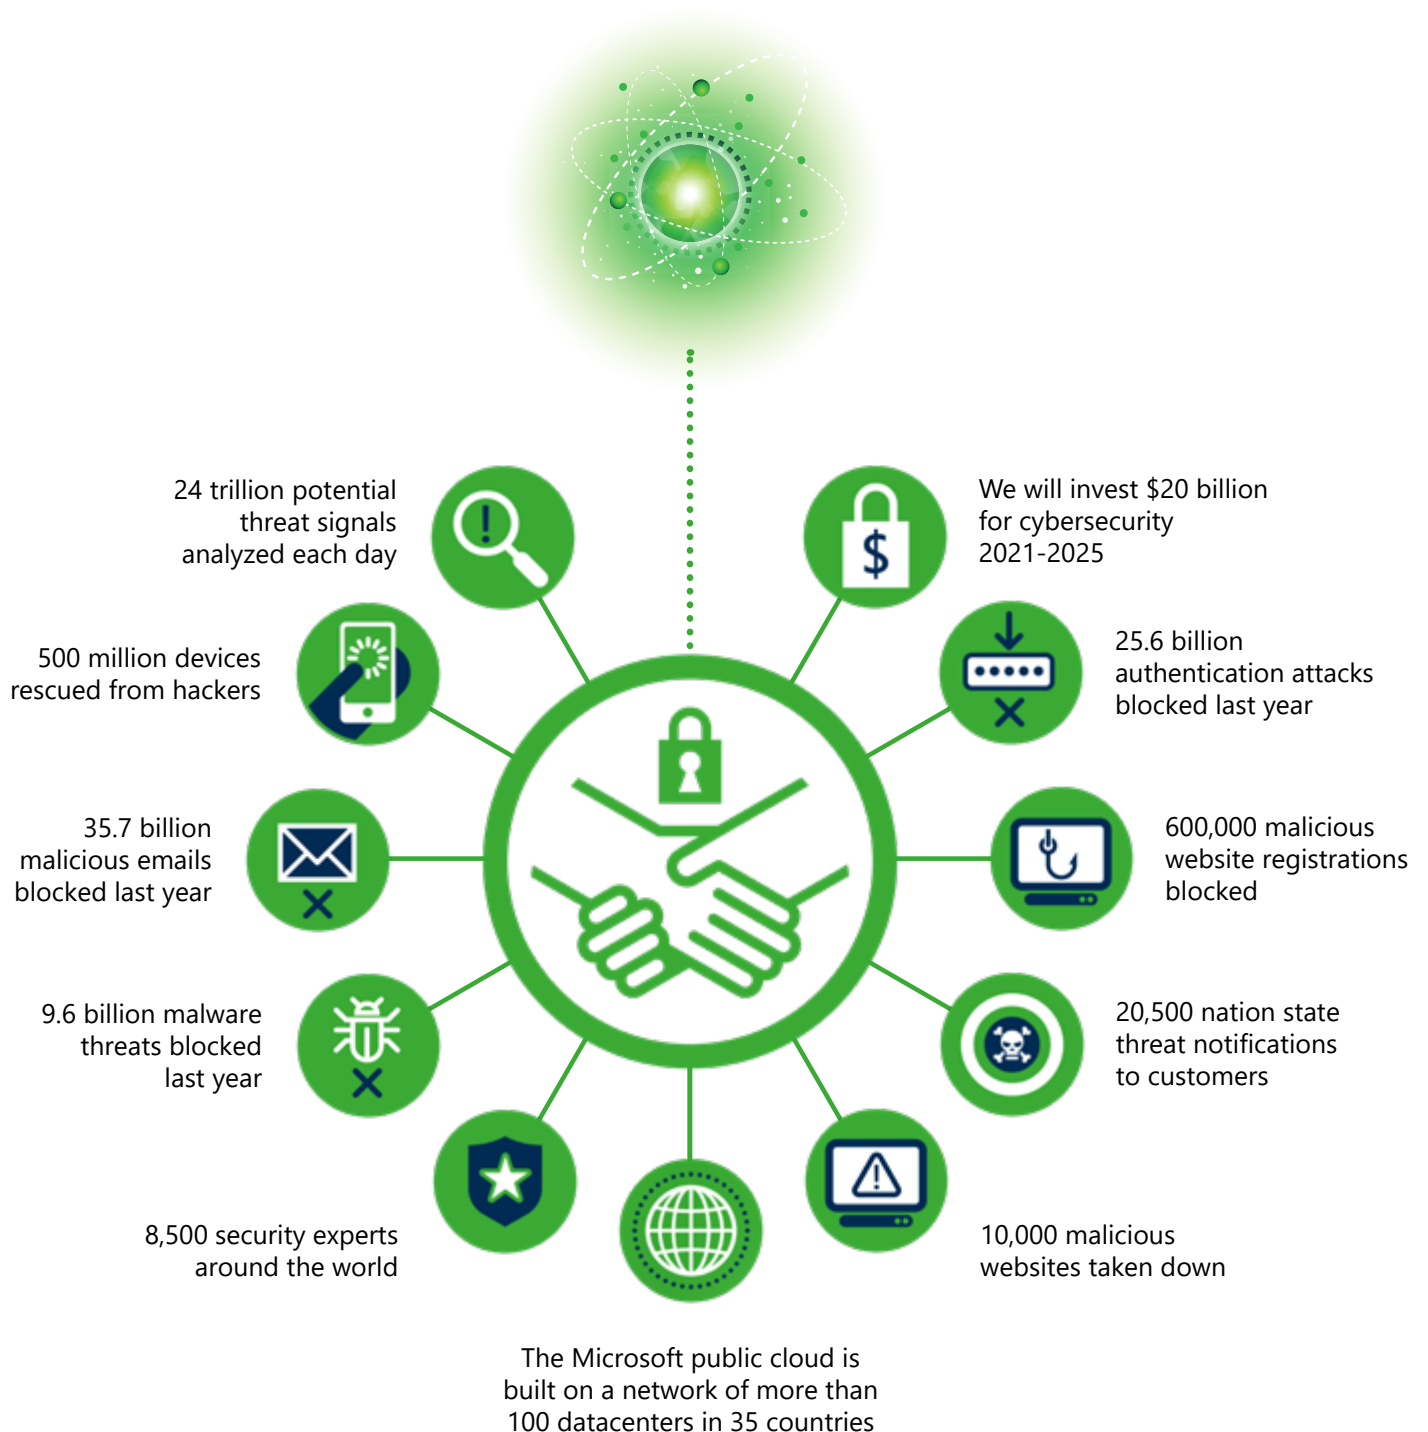 24 trillion potential
threat signals
analyzed each day
$
We will invest $20 billion
for cybersecurity
2021-2025
500 million devices
rescued from hackers
25.6 billion
authentication attacks
blocked last year
35.7 billion
malicious emails
blocked last year
600,000 malicious
website registrations
blocked
9.6 billion malware
threats blocked
last year
20,500 nation state
threat notifications
to customers
8,500 security experts
around the world
10,000 malicious
websites taken down
The Microsoft public cloud is
built on a network of more than
100 datacenters in 35 countries